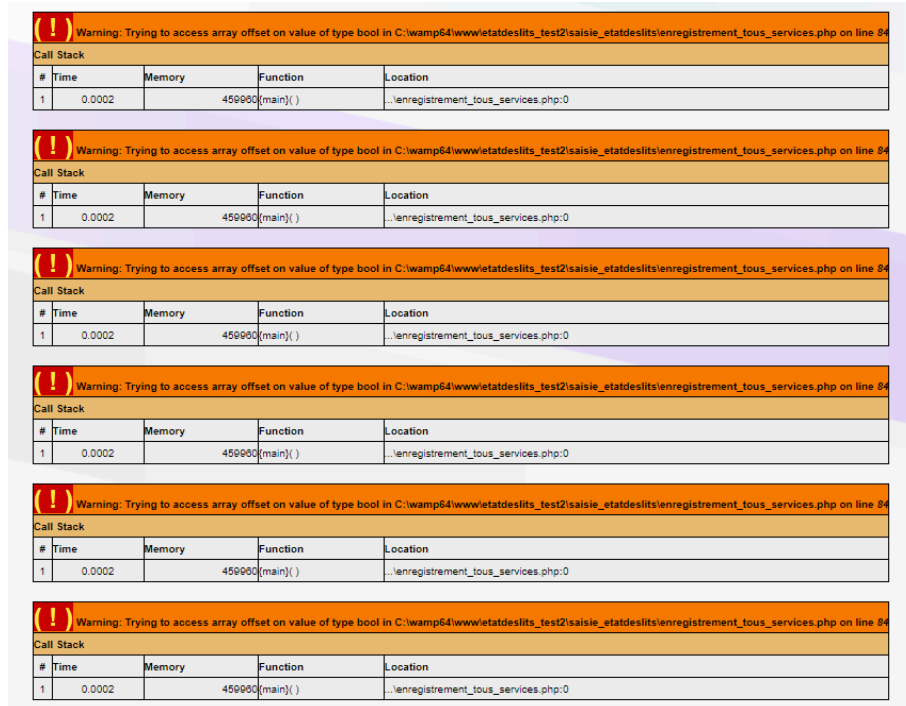 ( ! ) Warning: Trying to access array offset on value of type bool in C:\wamp64\www\etatdeslits_test2\saisie_etatdeslits\enregistrement_tous_services.php on line 84
Call Stack
# Time Memory Function Location
1 0.0002 459960 {main}( ) ...\enregistrement_tous_services.php:0
( ! ) Warning: Trying to access array offset on value of type bool in C:\wamp64\www\etatdeslits_test2\saisie_etatdeslits\enregistrement_tous_services.php on line 84
Call Stack
# Time Memory Function Location
1 0.0002 459960 {main}( ) ...\enregistrement_tous_services.php:0
( ! ) Warning: Trying to access array offset on value of type bool in C:\wamp64\www\etatdeslits_test2\saisie_etatdeslits\enregistrement_tous_services.php on line 84
Call Stack
# Time Memory Function Location
1 0.0002 459960 {main}( ) ...\enregistrement_tous_services.php:0
( ! ) Warning: Trying to access array offset on value of type bool in C:\wamp64\www\etatdeslits_test2\saisie_etatdeslits\enregistrement_tous_services.php on line 84
Call Stack
# Time Memory Function Location
1 0.0002 459960 {main}( ) ...\enregistrement_tous_services.php:0
( ! ) Warning: Trying to access array offset on value of type bool in C:\wamp64\www\etatdeslits_test2\saisie_etatdeslits\enregistrement_tous_services.php on line 84
Call Stack
# Time Memory Function Location
1 0.0002 459960 {main}( ) ...\enregistrement_tous_services.php:0
( ! ) Warning: Trying to access array offset on value of type bool in C:\wamp64\www\etatdeslits_test2\saisie_etatdeslits\enregistrement_tous_services.php on line 84
Call Stack
# Time Memory Function Location
1 0.0002 459960 {main}( ) ...\enregistrement_tous_services.php:0